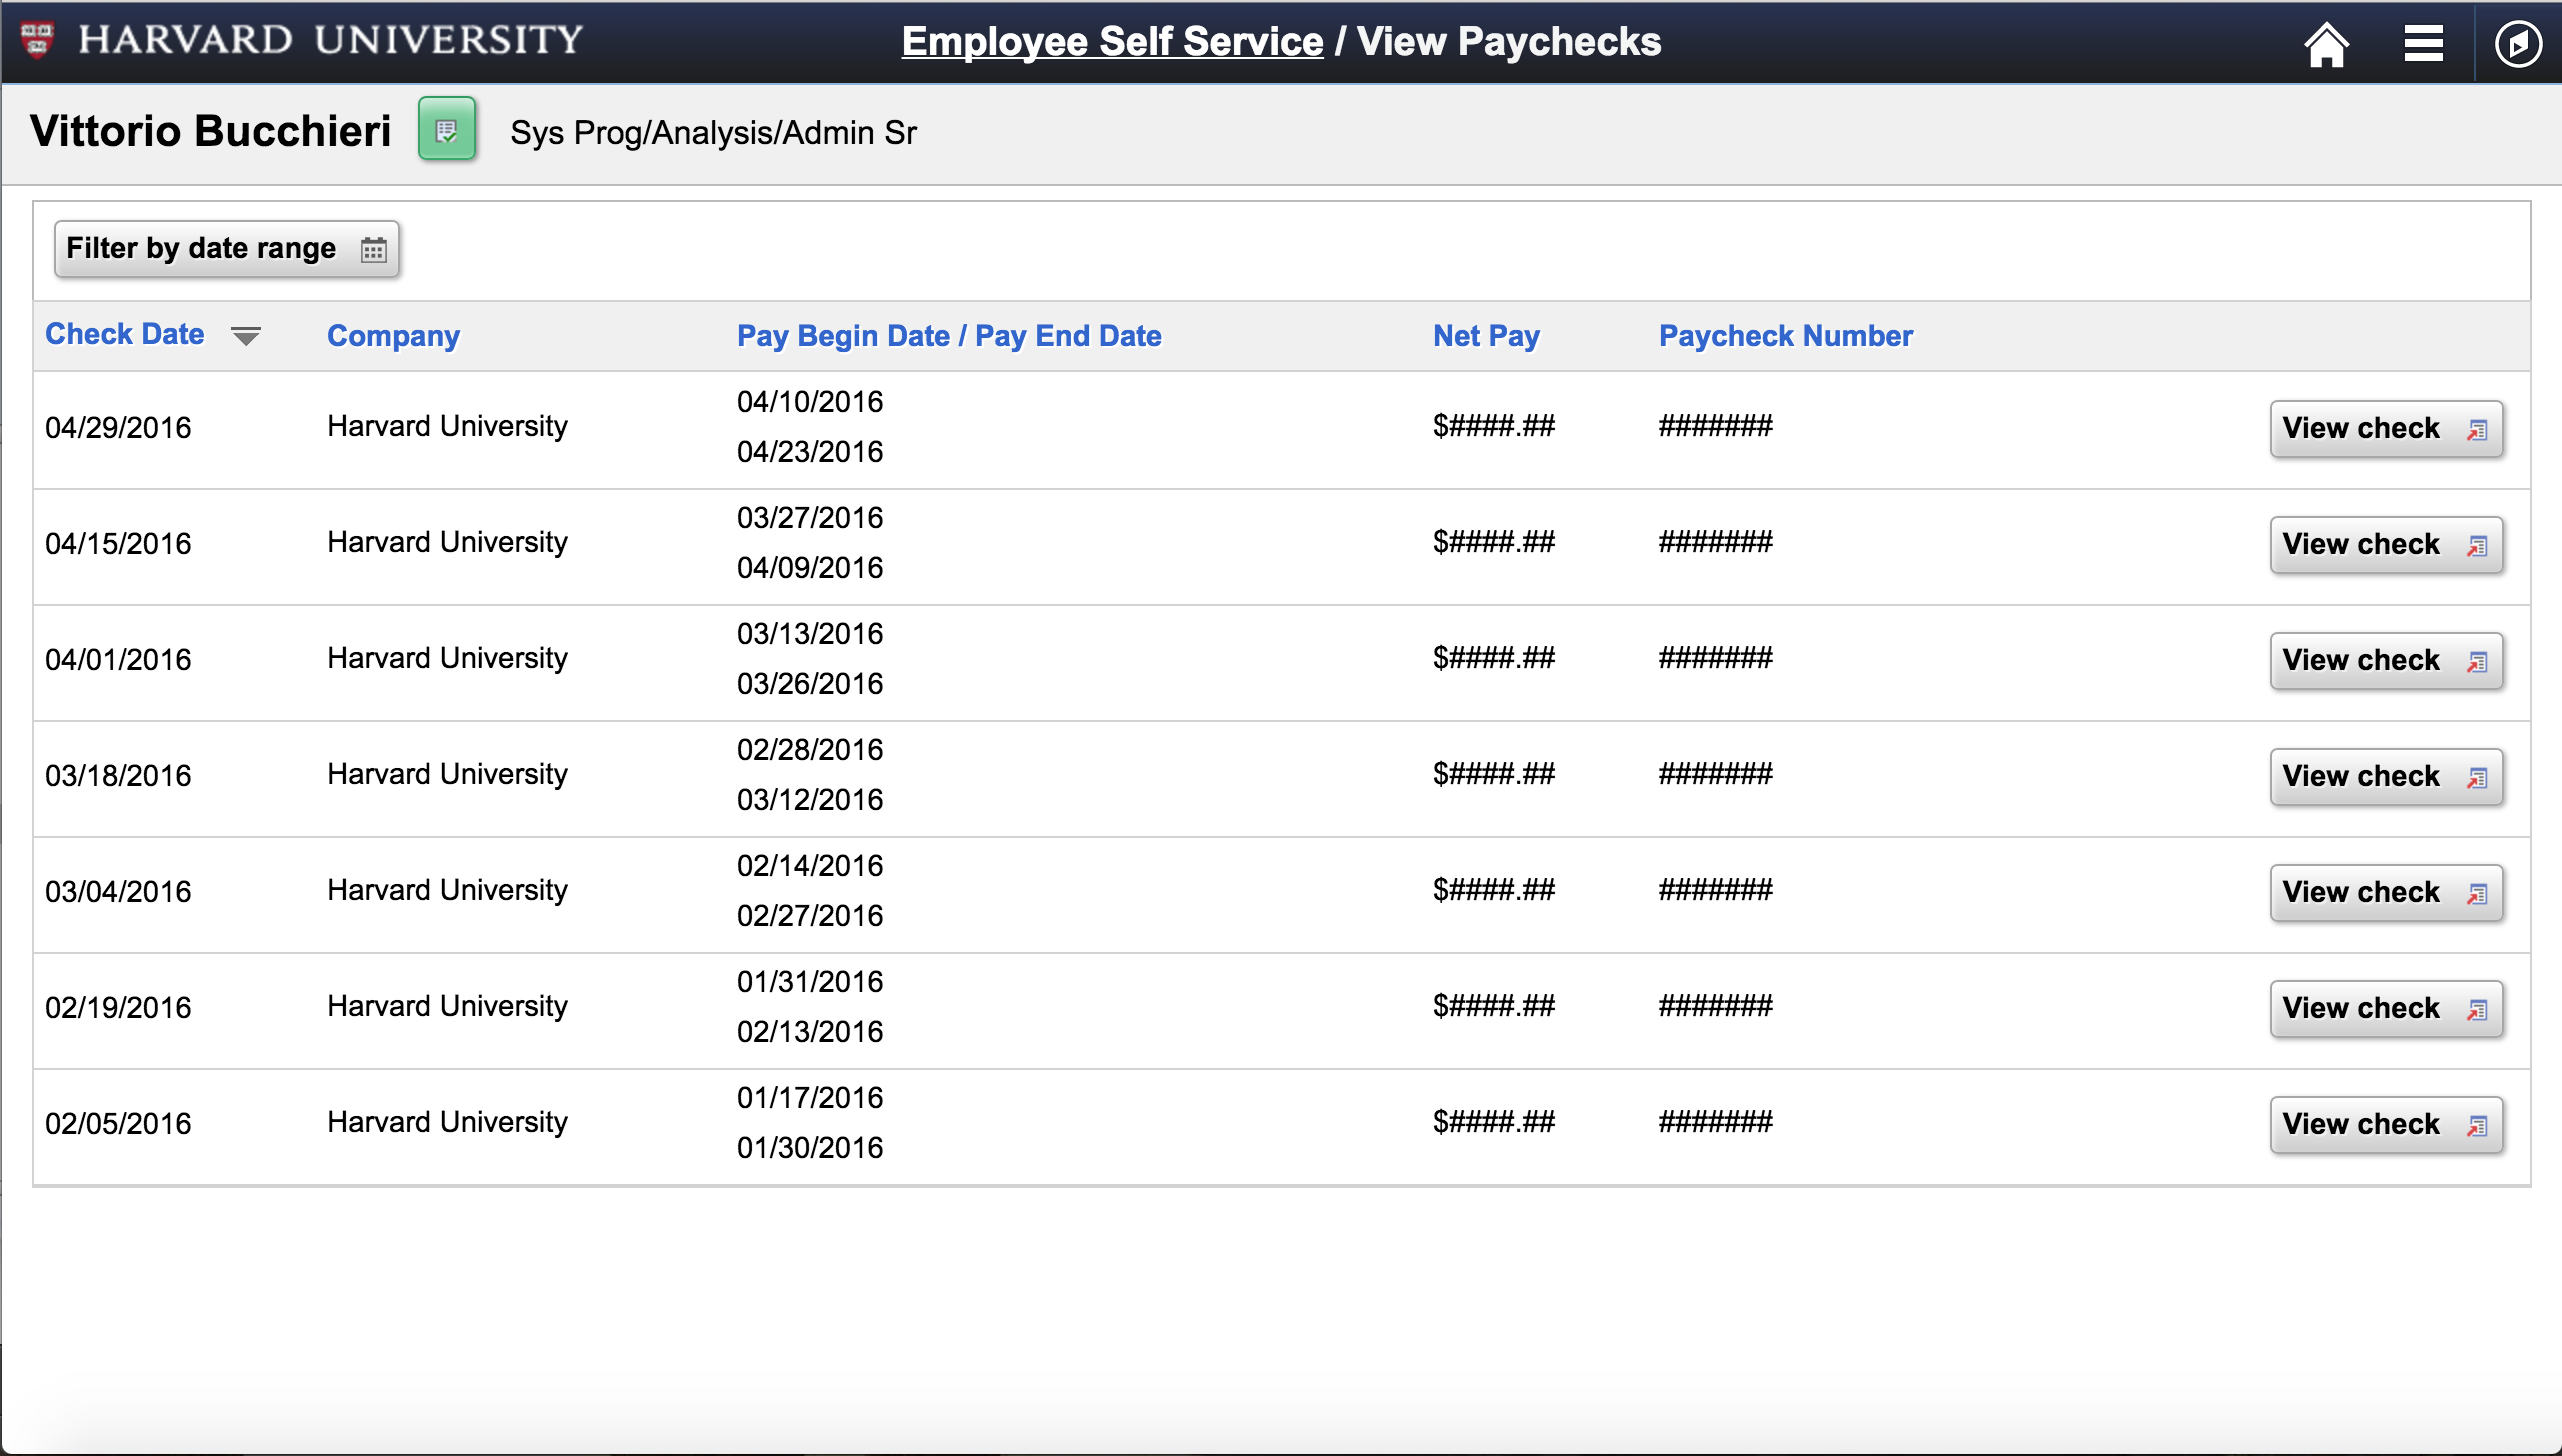 HARVARD UNIVERSITY
Employee Self Service / View Paychecks
Vittorio Bucchieri
Sys Prog/Analysis/Admin Sr
Filter by date range
Check Date Company Pay Begin Date / Pay End Date Net Pay Paycheck Number
04/29/2016 Harvard University 04/10/2016 $####.## ####### View check
04/23/2016
04/15/2016 Harvard University 03/27/2016 $####.## ####### View check
04/09/2016
04/01/2016 Harvard University 03/13/2016 $####.## ####### View check
03/26/2016
03/18/2016 Harvard University 02/28/2016 $####.## ####### View check
03/12/2016
03/04/2016 Harvard University 02/14/2016 $####.## ####### View check
02/27/2016
02/19/2016 Harvard University 01/31/2016 $####.## ####### View check
02/13/2016
02/05/2016 Harvard University 01/17/2016 $####.## ####### View check
01/30/2016